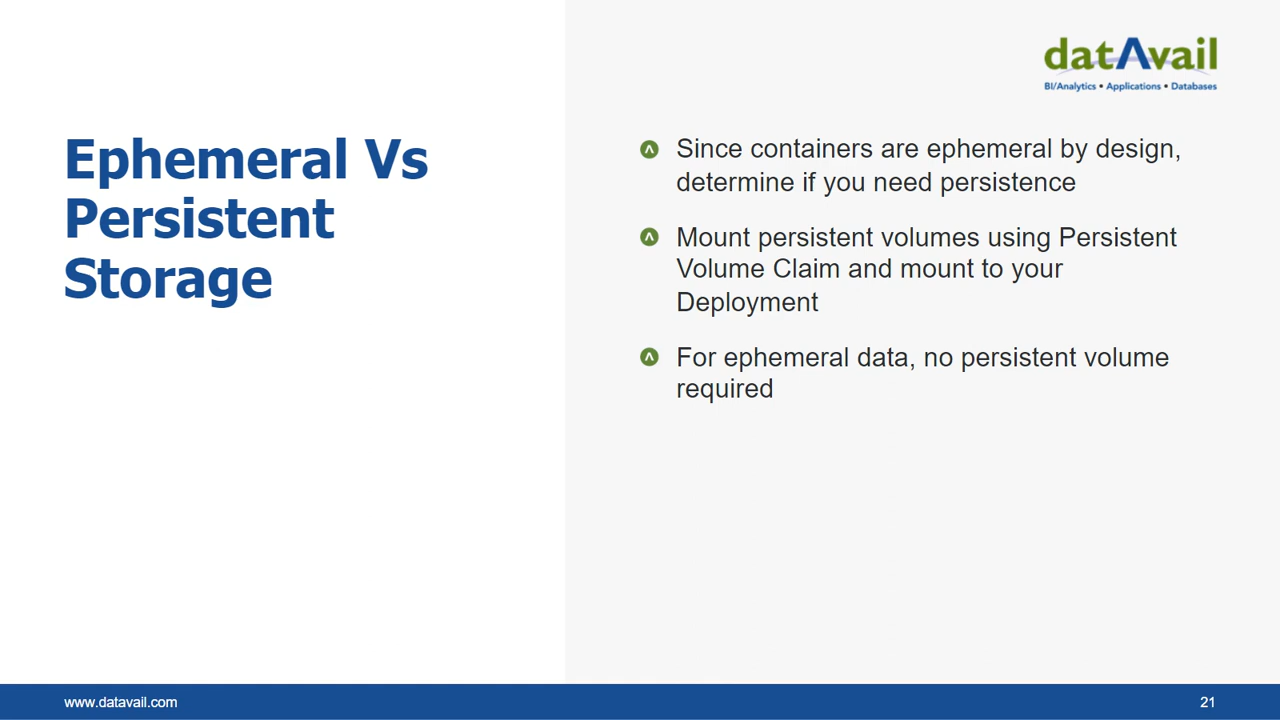 datAvail
BI/Analytics • Applications • Databases
Ephemeral Vs
Persistent
Storage
Since containers are ephemeral by design,
determine if you need persistence
Mount persistent volumes using Persistent
Volume Claim and mount to your
Deployment
For ephemeral data, no persistent volume
required
www.datavail.com
21